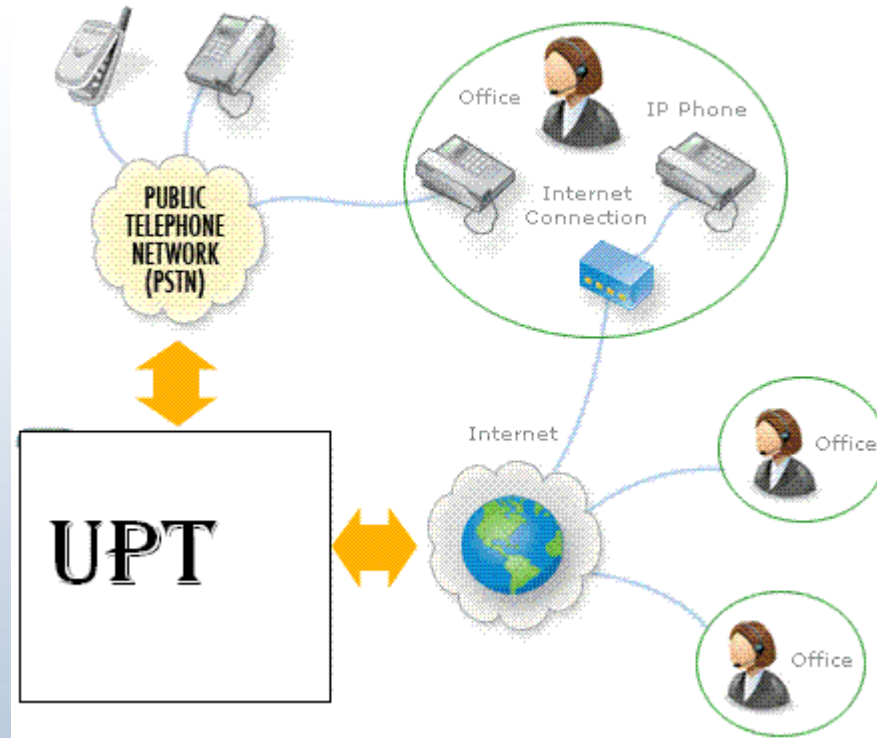 Office
IP Phone
PUBLIC
TELEPHONE
NETWORK
(PSTN)
Internet
Connection
Internet
Office
UPT
Office